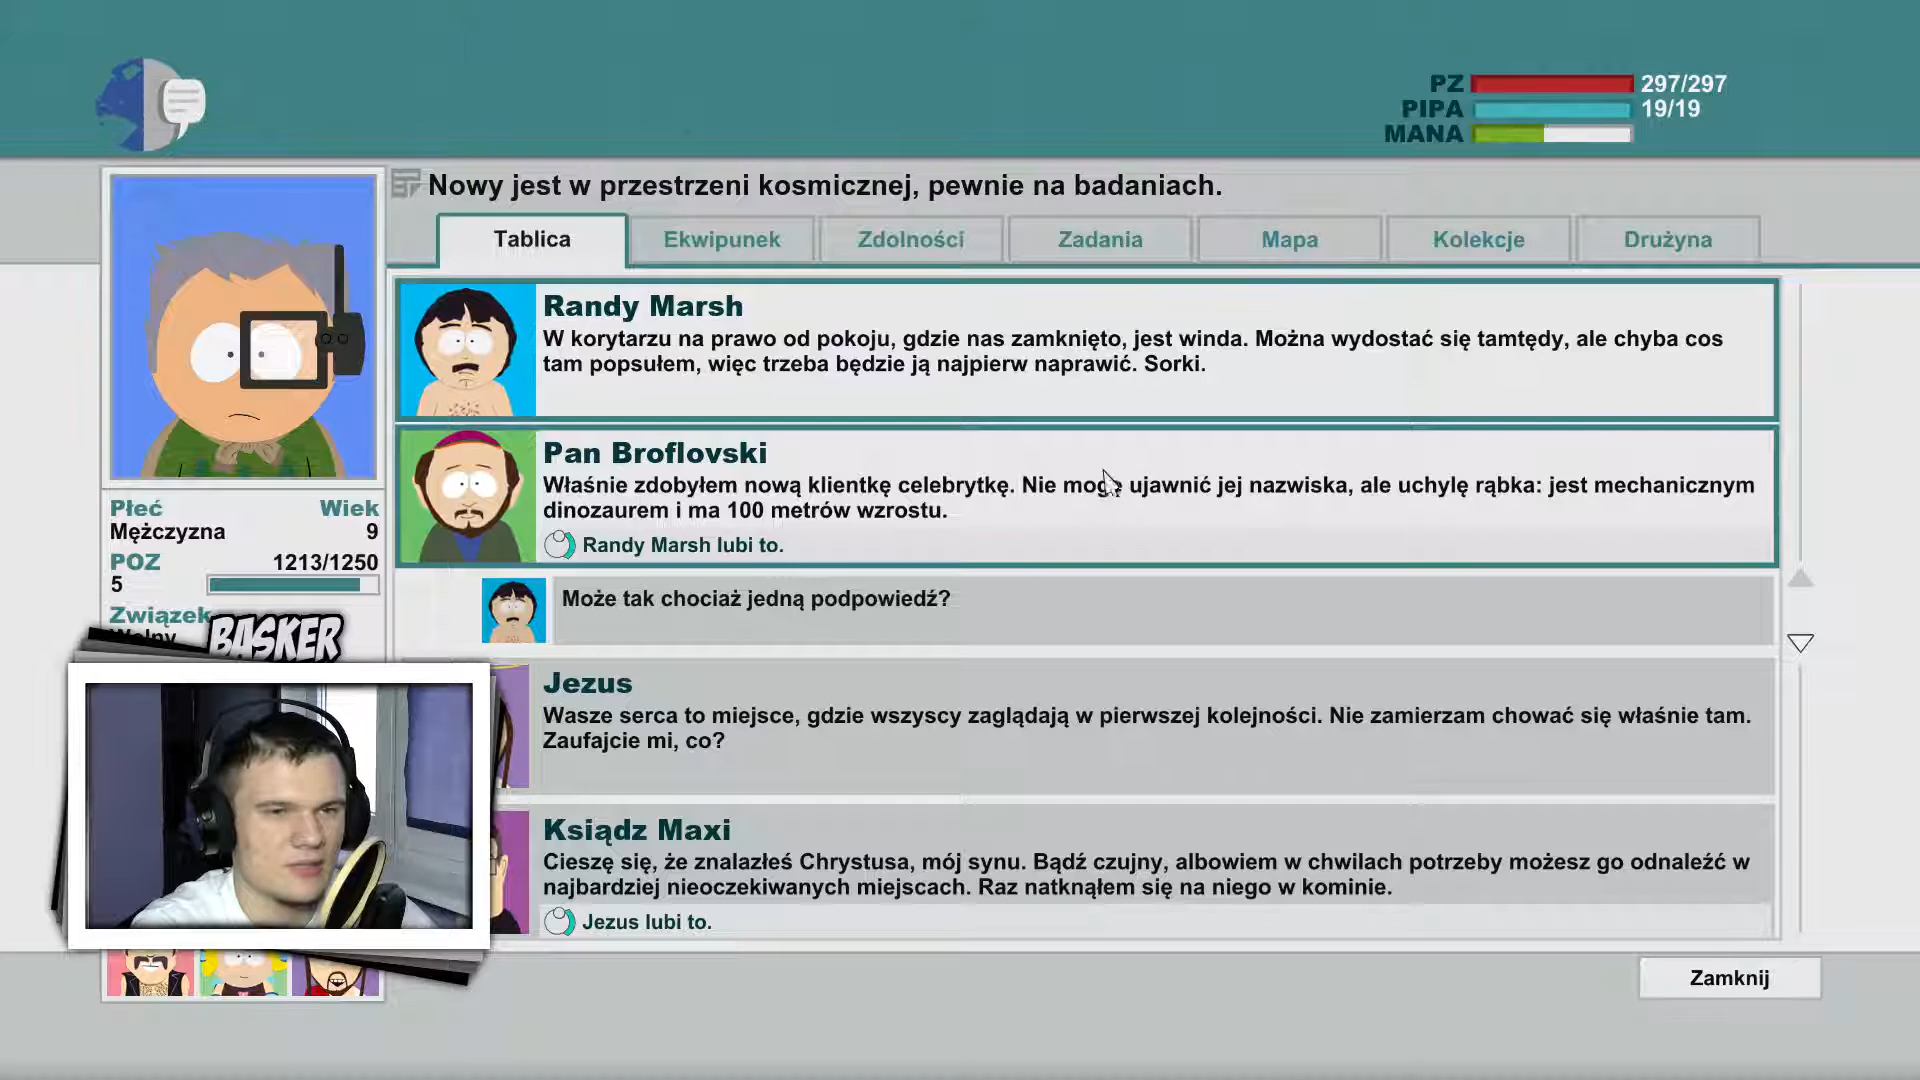 PZ 297/297
PIPA 19/19
MANA
Nowy jest w przestrzeni kosmicznej, pewnie na badaniach.
Tablica Ekwipunek Zdolności Zadania Mapa Kolekcje Drużyna
Randy Marsh
W korytarzu na prawo od pokoju, gdzie nas zamknięto, jest winda. Można wydostać się tamtędy, ale chyba cos
tam popsułem, więc trzeba będzie ją najpierw naprawić. Sorki.
Pan Broflovski
Właśnie zdobyłem nową klientkę celebrytkę. Nie mogę ujawnić jej nazwiska, ale uchylę rąbka: jest mechanicznym
dinozaurem i ma 100 metrów wzrostu.
Randy Marsh lubi to.
Może tak chociaż jedną podpowiedź?
Jezus
Wasze serca to miejsce, gdzie wszyscy zaglądają w pierwszej kolejności. Nie zamierzam chować się właśnie tam.
Zaufajcie mi, co?
Ksiądz Maxi
Cieszę się, że znalazłeś Chrystusa, mój synu. Bądź czujny, albowiem w chwilach potrzeby możesz go odnaleźć w
najbardziej nieoczekiwanych miejscach. Raz natknąłem się na niego w kominie.
Jezus lubi to.
Płeć Wiek
Mężczyzna 9
POZ 1213/1250
5
Związek
Wolny
BASKER
Zamknij